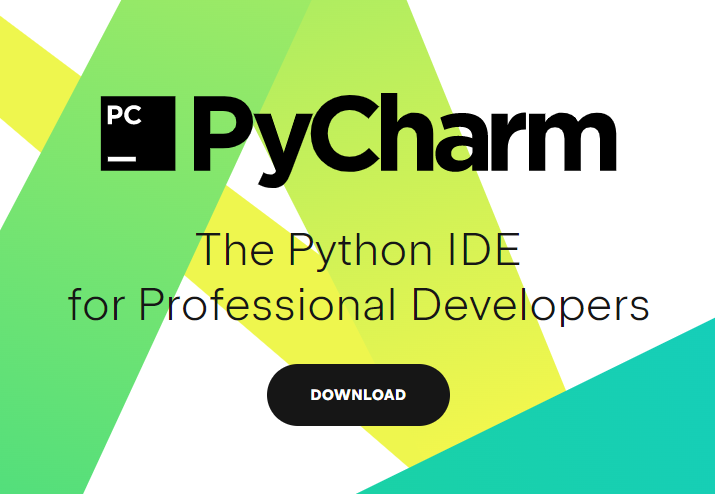 PC
PyCharm
The Python IDE
for Professional Developers
DOWNLOAD